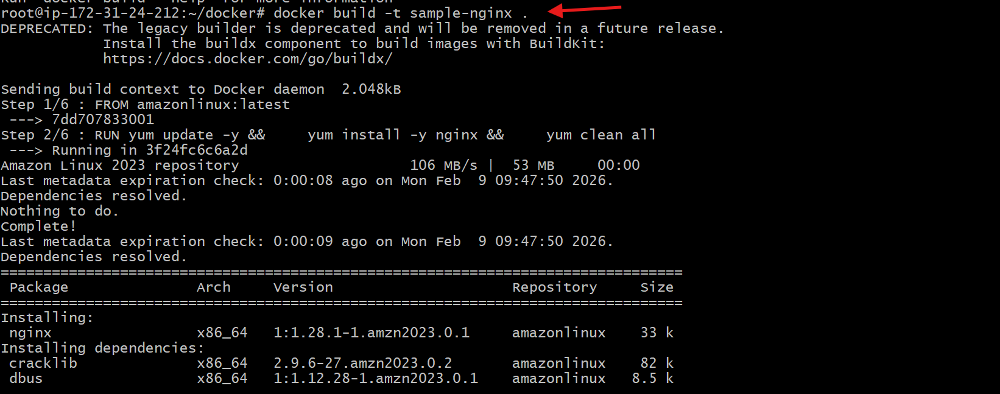 Run 'docker build --help' for more information
root@ip-172-31-24-212:~/docker# docker build -t sample-nginx .
DEPRECATED: The legacy builder is deprecated and will be removed in a future release.
            Install the buildx component to build images with BuildKit:
            https://docs.docker.com/go/buildx/
Sending build context to Docker daemon  2.048kB
Step 1/6 : FROM amazonlinux:latest
 ---> 7dd707833001
Step 2/6 : RUN yum update -y &&     yum install -y nginx &&     yum clean all
 ---> Running in 3f24fc6c6a2d
Amazon Linux 2023 repository                    106 MB/s |  53 MB     00:00
Last metadata expiration check: 0:00:08 ago on Mon Feb  9 09:47:50 2026.
Dependencies resolved.
Nothing to do.
Complete!
Last metadata expiration check: 0:00:09 ago on Mon Feb  9 09:47:50 2026.
Dependencies resolved.
================================================================================
 Package               Arch     Version                     Repository     Size
================================================================================
Installing:
 nginx                 x86_64   1:1.28.1-1.amzn2023.0.1     amazonlinux    33 k
Installing dependencies:
 cracklib              x86_64   2.9.6-27.amzn2023.0.2       amazonlinux    82 k
 dbus                  x86_64   1:1.12.28-1.amzn2023.0.1    amazonlinux   8.5 k